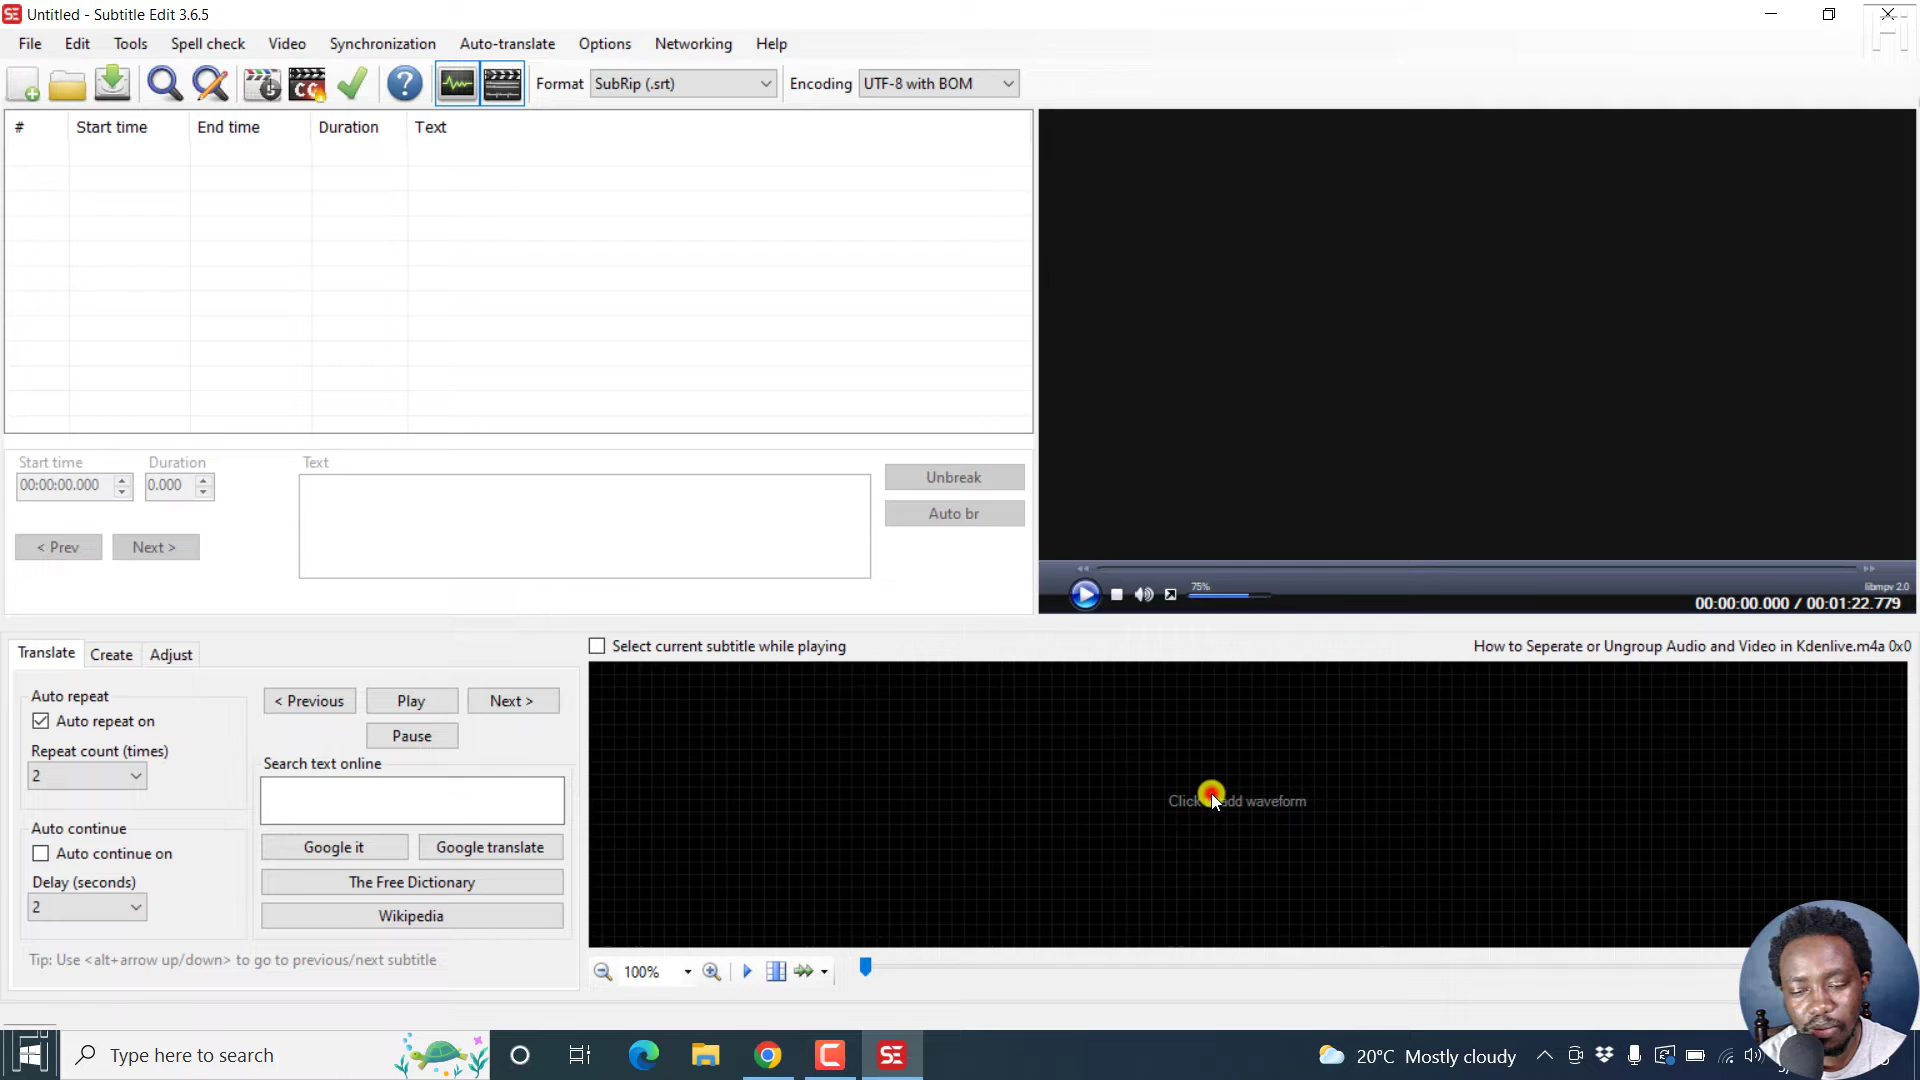 Untitled - Subtitle Edit 3.6.5
File Edit Tools Spell check Video Synchronization Auto-translate Options Networking Help
Format SubRip (.srt) Encoding UTF-8 with BOM
# Start time End time Duration Text
Start time Duration Text
00:00:00.000 0.000
Unbreak
Auto br
< Prev Next >
75%
libmpv 2.0
00:00:00.000 / 00:01:22.779
Translate Create Adjust
Select current subtitle while playing
How to Seperate or Ungroup Audio and Video in Kdenlive.m4a 0x0
Auto repeat
Auto repeat on
Repeat count (times)
2
< Previous Play Next >
Pause
Search text online
Auto continue
Auto continue on
Delay (seconds)
2
Google it Google translate
The Free Dictionary
Wikipedia
Tip: Use <alt+arrow up/down> to go to previous/next subtitle
Click add waveform
100%
Type here to search
20°C Mostly cloudy